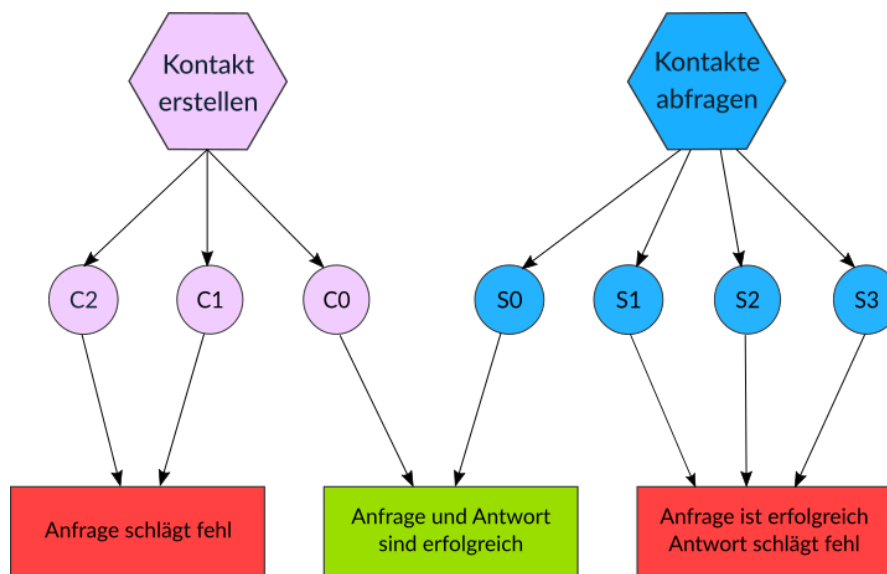 Kontakt
erstellen
Kontakte
abfragen
C2
C1
C0
S0
S1
S2
S3
Anfrage schlägt fehl
Anfrage und Antwort
sind erfolgreich
Anfrage ist erfolgreich
Antwort schlägt fehl